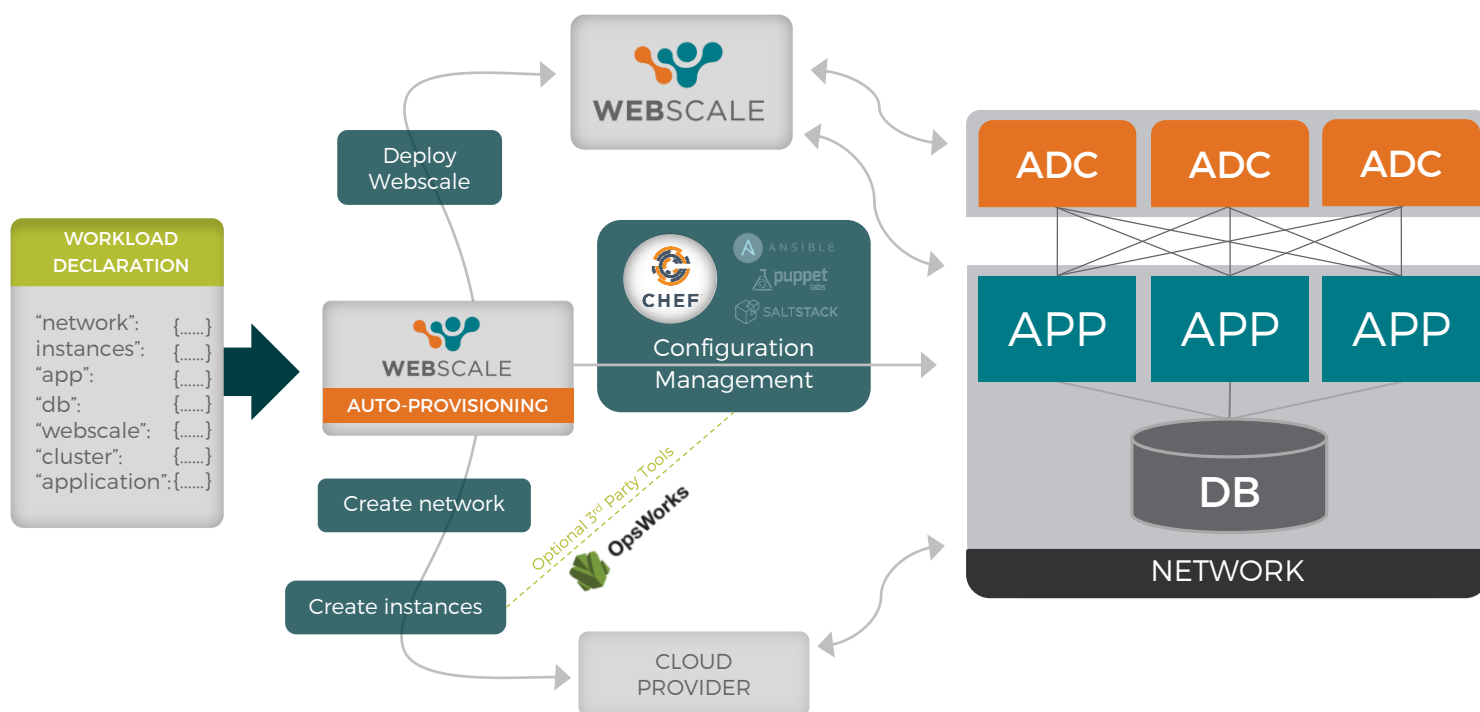 WORKLOAD
DECLARATION
“network”: {......}
instances”: {......}
“app”: {......}
“db”: {......}
“webscale”: {......}
“cluster”: {......}
“application”: {......}
Deploy
Webscale
WEBSCALE
AUTO-PROVISIONING
Create network
Create instances
WEBSCALE
CHEF
ANSIBLE
puppet
labs
SALTSTACK
Configuration
Management
Optional 3rd Party Tools
OpsWorks
CLOUD
PROVIDER
ADC
ADC
ADC
APP
APP
APP
DB
NETWORK